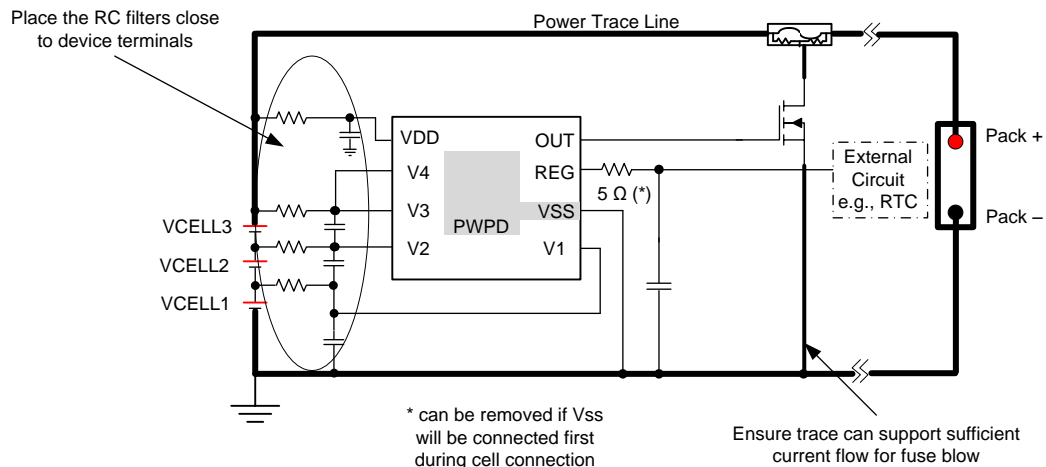 Place the RC filters close
to device terminals
Power Trace Line
VDD
V4
V3
V2
PWPD
OUT
REG
VSS
V1
5 Ω (*)
External
Circuit
e.g., RTC
Pack +
Pack –
VCELL3
VCELL2
VCELL1
* can be removed if Vss
will be connected first
during cell connection
Ensure trace can support sufficient
current flow for fuse blow